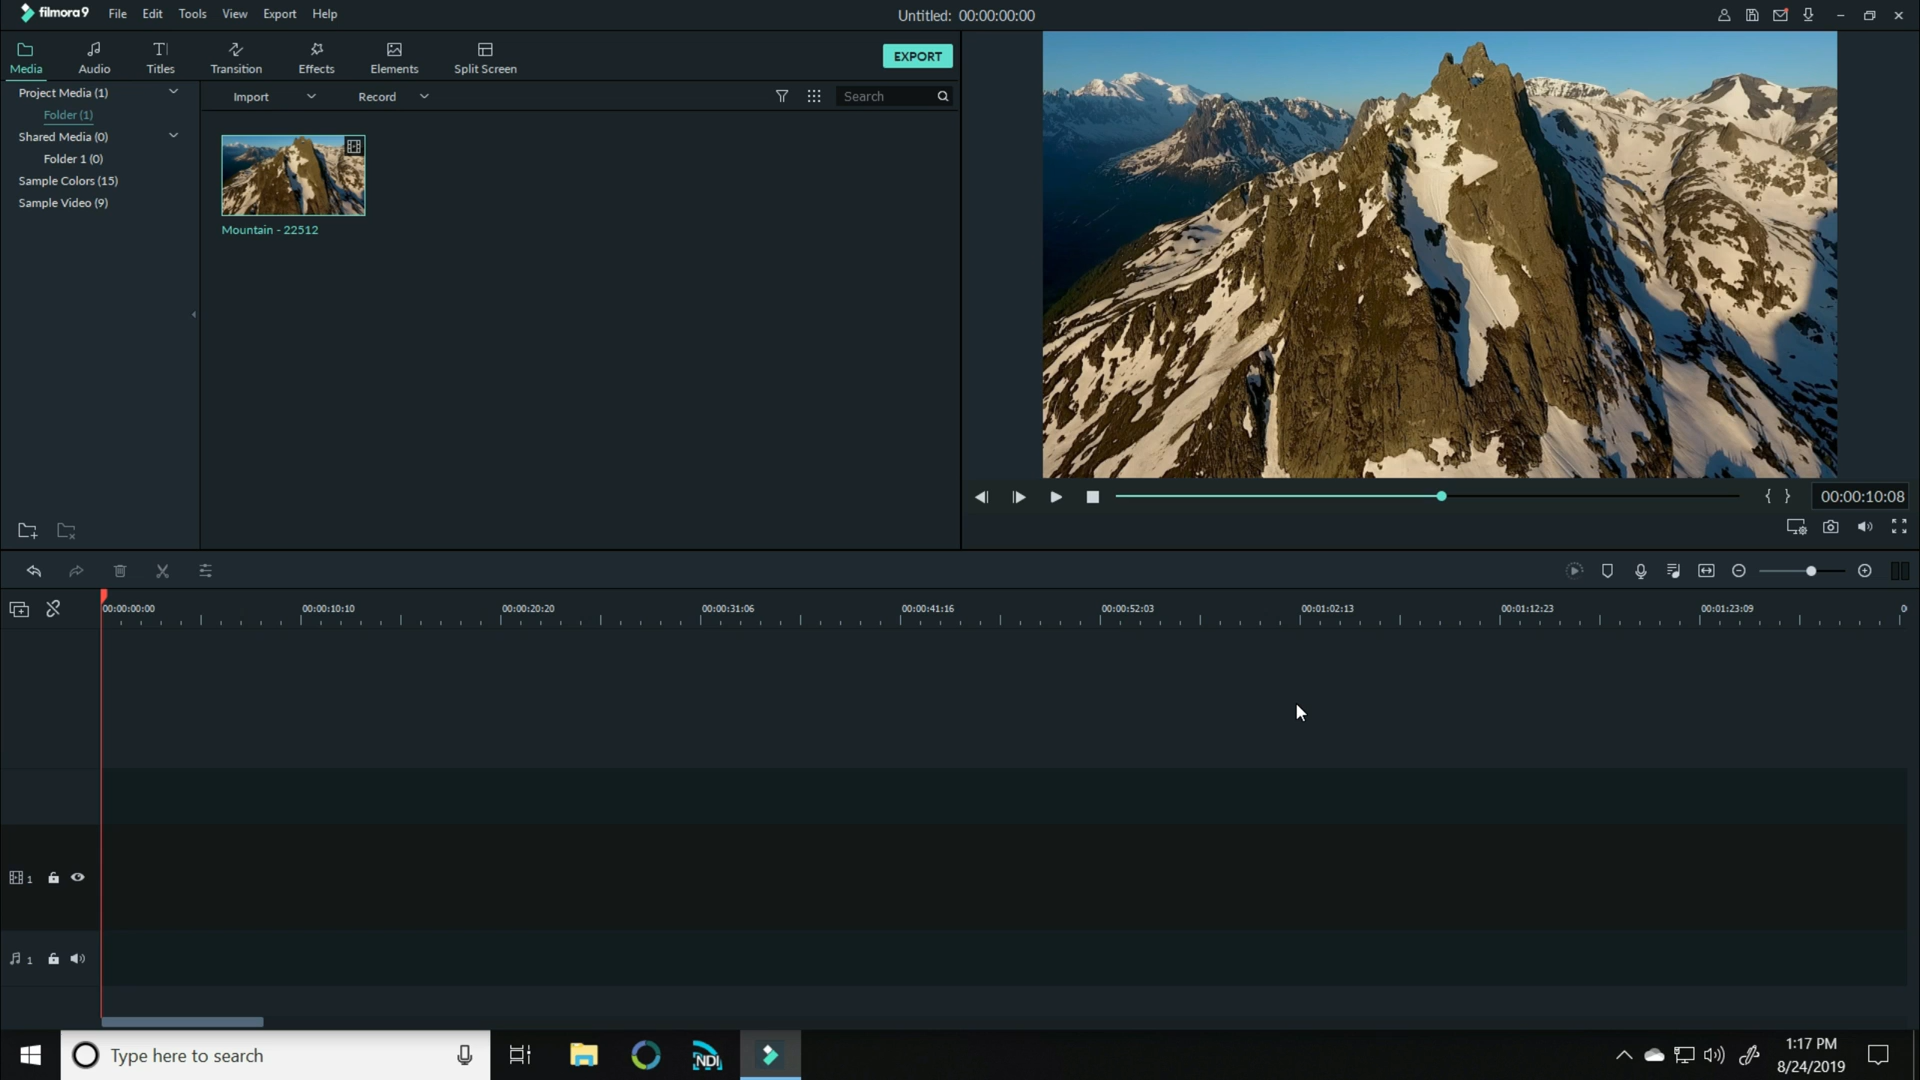 filmora9 File Edit Tools View Export Help
Untitled: 00:00:00:00
Media Audio Titles Transition Effects Elements Split Screen
EXPORT
Project Media (1)
Folder (1)
Shared Media (0)
Folder 1 (0)
Sample Colors (15)
Sample Video (9)
Import Record Search
Mountain - 22512
{ } 00:00:10:08
00:00:00:00 00:00:10:10 00:00:20:20 00:00:31:06 00:00:41:16 00:00:52:03 00:01:02:13 00:01:12:23 00:01:23:09
1
1
Type here to search
NDI
1:17 PM
8/24/2019